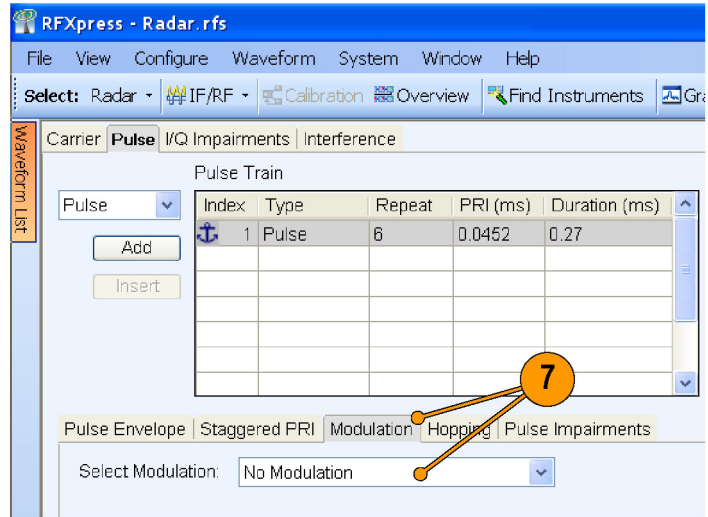 RFXpress - Radar.rfs
File View Configure Waveform System Window Help
Select: Radar IF/RF Calibration Overview Find Instruments Gra
Waveform List
Carrier Pulse I/Q Impairments Interference
Pulse Train
Pulse
Index Type Repeat PRI (ms) Duration (ms)
1 Pulse 6 0.0452 0.27
Add
Insert
7
Pulse Envelope Staggered PRI Modulation Hopping Pulse Impairments
Select Modulation: No Modulation